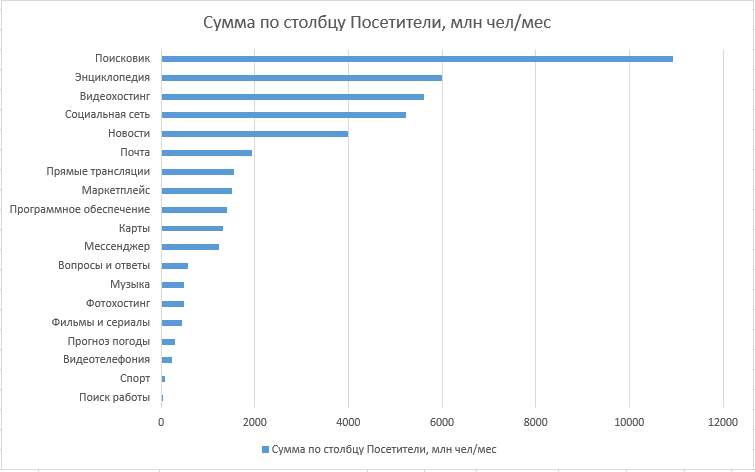 Сумма по столбцу Посетители, млн чел/мес
Поисковик
Энциклопедия
Видеохостинг
Социальная сеть
Новости
Почта
Прямые трансляции
Маркетплейс
Программное обеспечение
Карты
Мессенджер
Вопросы и ответы
Музыка
Фотохостинг
Фильмы и сериалы
Прогноз погоды
Видеотелефония
Спорт
Поиск работы
0 2000 4000 6000 8000 10000 12000
Сумма по столбцу Посетители, млн чел/мес